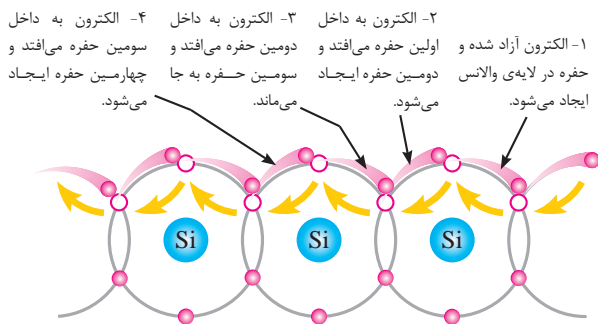 ۱- الکترون آزاد شده و
حفره در لایه‌ی والانس
ایجاد می‌شود.
۲- الکترون به داخل
اولین حفره می‌افتد و
دومین حفره ایجاد
می‌شود.
۳- الکترون به داخل
دومین حفره می‌افتد و
سومین حــفره به جا
می‌ماند.
۴- الکترون به داخل
سومین حفره می‌افتد و
چهارمین حفره ایـجـاد
می‌شود.
Si
Si
Si